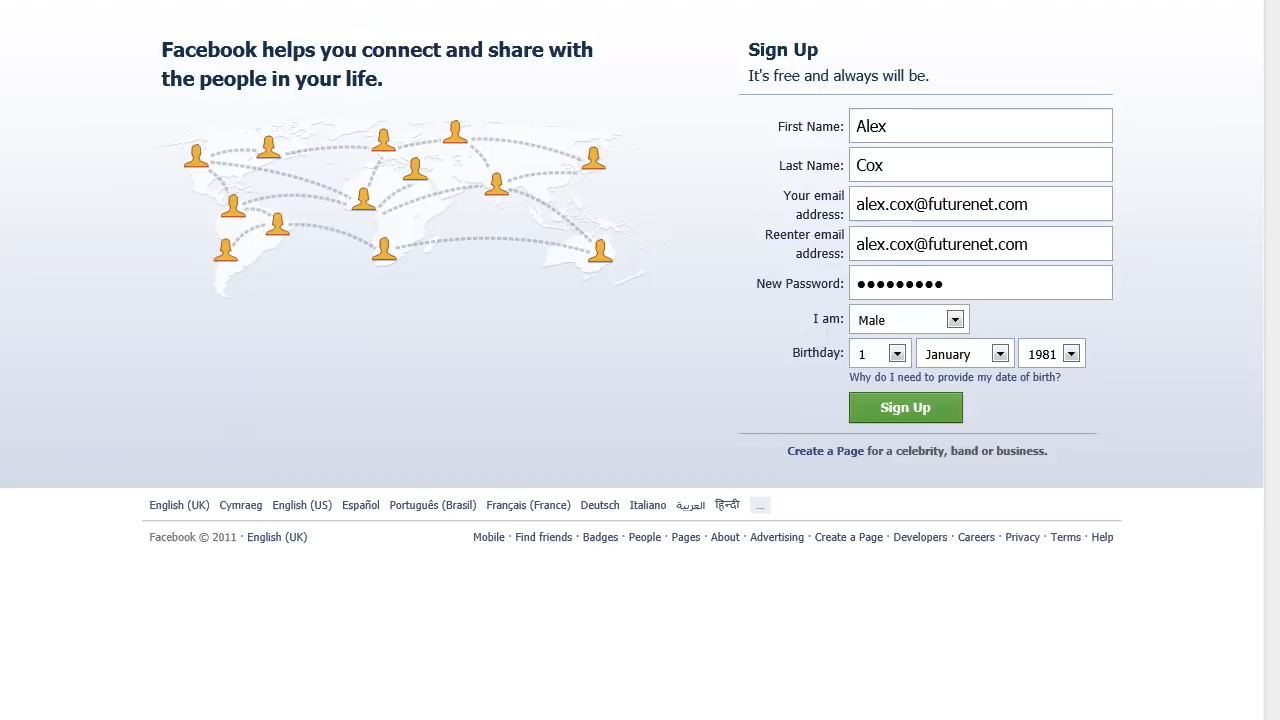 Facebook helps you connect and share with
the people in your life.
Sign Up
It's free and always will be.
First Name: Alex
Last Name: Cox
Your email
address: alex.cox@futurenet.com
Reenter email
address: alex.cox@futurenet.com
New Password: ●●●●●●●●●
I am: Male
Birthday: 1 January 1981
Why do I need to provide my date of birth?
Sign Up
Create a Page for a celebrity, band or business.
English (UK) Cymraeg English (US) Español Português (Brasil) Français (France) Deutsch Italiano العربية हिन्दी ...
Facebook © 2011 · English (UK)
Mobile · Find friends · Badges · People · Pages · About · Advertising · Create a Page · Developers · Careers · Privacy · Terms · Help